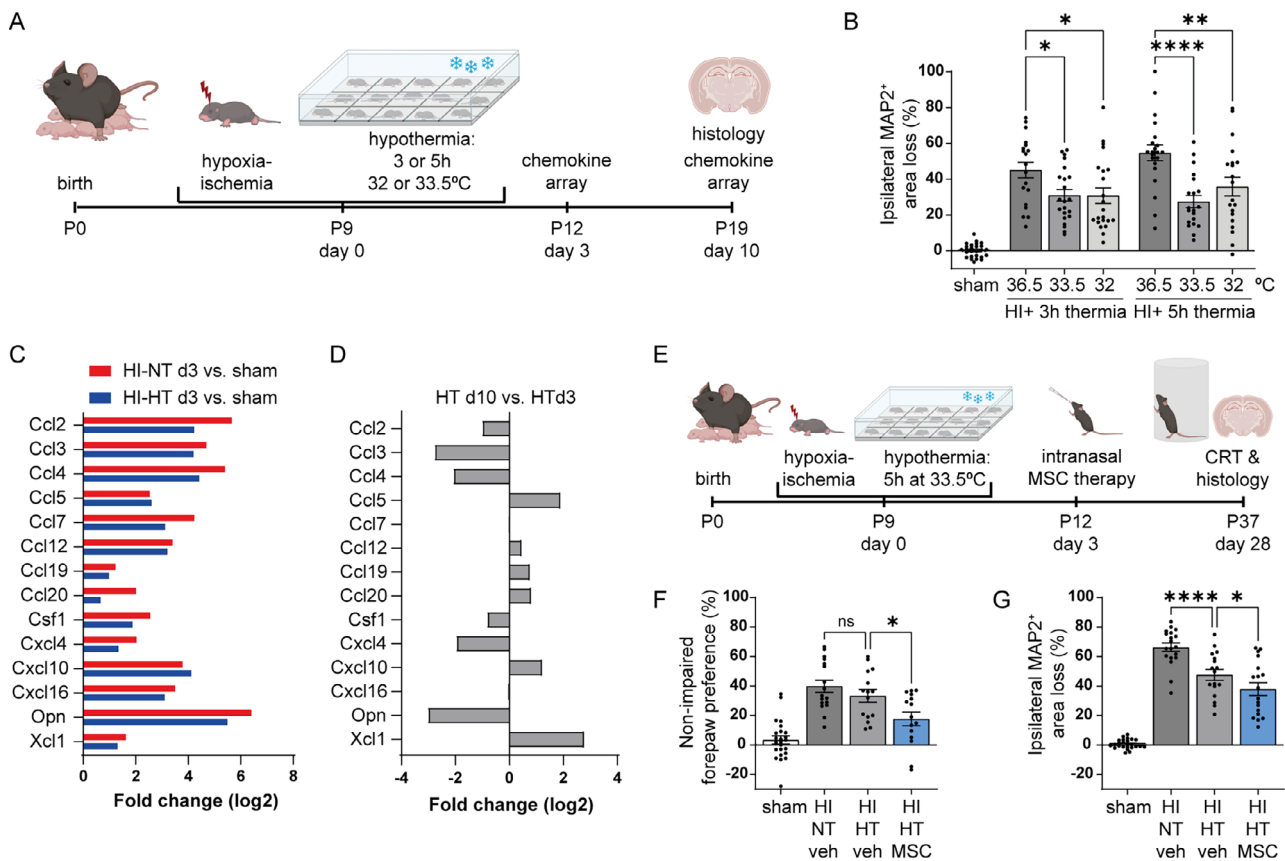 A
hypothermia:
3 or 5h
32 or 33.5ºC
hypoxia-
ischemia
birth
histology
chemokine
array
chemokine
array
P0
P9
day 0
P12
day 3
P19
day 10
B
Ipsilateral MAP2+
area loss (%)
100
80
60
40
20
0
-20
*
*
**
****
sham
36.5 33.5 32 36.5 33.5 32 ºC
HI+ 3h thermia HI+ 5h thermia
C
HI-NT d3 vs. sham
HI-HT d3 vs. sham
Ccl2
Ccl3
Ccl4
Ccl5
Ccl7
Ccl12
Ccl19
Ccl20
Csf1
Cxcl4
Cxcl10
Cxcl16
Opn
Xcl1
0 2 4 6 8
Fold change (log2)
D
HT d10 vs. HTd3
Ccl2
Ccl3
Ccl4
Ccl5
Ccl7
Ccl12
Ccl19
Ccl20
Csf1
Cxcl4
Cxcl10
Cxcl16
Opn
Xcl1
-4 -2 0 2 4
Fold change (log2)
E
birth
hypoxia-
ischemia
hypothermia:
5h at 33.5ºC
intranasal
MSC therapy
CRT &
histology
P0
P9
day 0
P12
day 3
P37
day 28
F
Non-impaired
forepaw preference (%)
100
80
60
40
20
0
-20
ns
*
sham
HI
NT
veh
HI
HT
veh
HI
HT
MSC
G
Ipsilateral MAP2+
area loss (%)
100
80
60
40
20
0
-20
****
*
sham
HI
NT
veh
HI
HT
veh
HI
HT
MSC